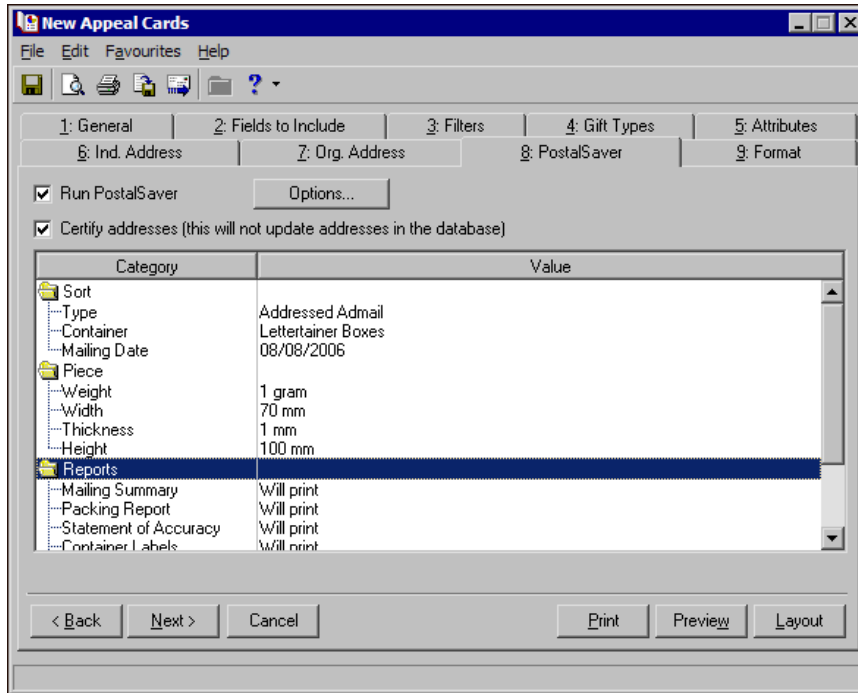 New Appeal Cards
File Edit Favourites Help
1: General 2: Fields to Include 3: Filters 4: Gift Types 5: Attributes
6: Ind. Address 7: Org. Address 8: PostalSaver 9: Format
Run PostalSaver Options...
Certify addresses (this will not update addresses in the database)
Category Value
Sort
Type Addressed Admail
Container Lettertainer Boxes
Mailing Date 08/08/2006
Piece
Weight 1 gram
Width 70 mm
Thickness 1 mm
Height 100 mm
Reports
Mailing Summary Will print
Packing Report Will print
Statement of Accuracy Will print
Container Labels Will print
< Back Next > Cancel Print Preview Layout